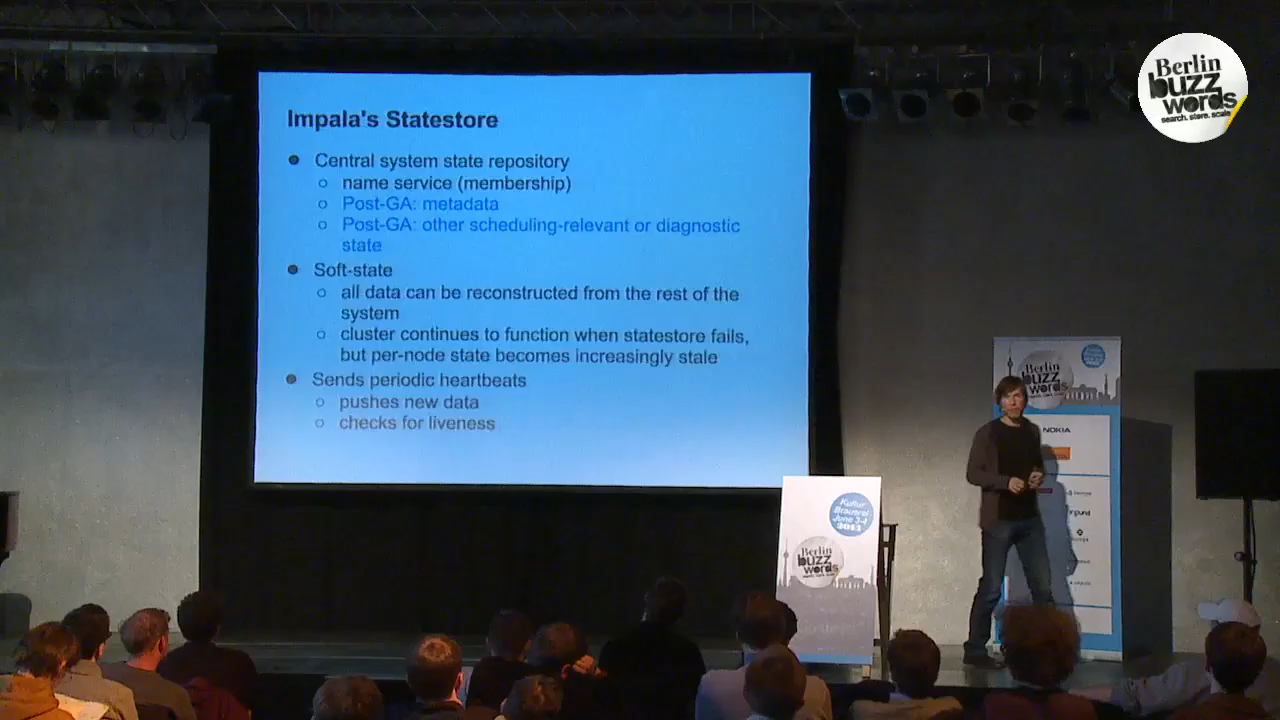 Berlin
buzz
words
search. store. scale
Impala's Statestore
Central system state repository
name service (membership)
Post-GA: metadata
Post-GA: other scheduling-relevant or diagnostic
state
Soft-state
all data can be reconstructed from the rest of the
system
cluster continues to function when statestore fails,
but per-node state becomes increasingly stale
Sends periodic heartbeats
pushes new data
checks for liveness
Berlin
buzz
words
NOKIA
Kultur
Brauerei
June 3-4
2013
Berlin
buzz
words